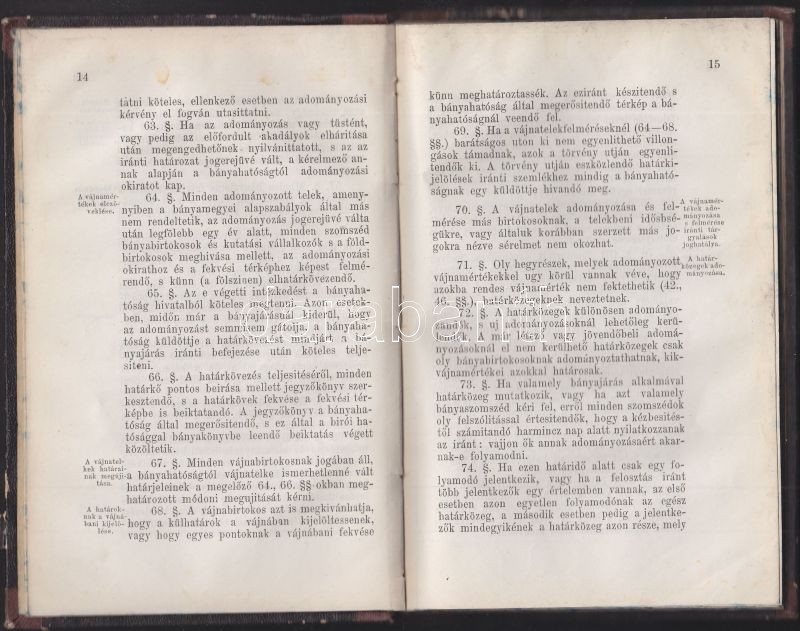 14
tatni köteles, ellenkező esetben az adományozási
kérvény el fogván utasittatni.
63. §. Ha az adományozás vagy tüstént,
vagy pedig az előfordult akadályok elháritása
után megengedhetőnek nyilvánittatott, s az az
iránti határozat jogerejüvé vált, a kérelmező an-
nak alapján a bányahatóságtól adományozási
okiratot kap.
A vájnamér-
tékek elköz-
veklése.
64. §. Minden adományozott telek, ameny-
nyiben a bányamegyei alapszabályok által más
nem rendeltetik, az adományozás jogerejüvé válta
után legfölebb egy év alatt, minden szomszéd
bányabirtokosok és kutatási vállalkozók s a föld-
birtokosok meghivása mellett, az adományozási
okirathoz és a fekvési térképhez képest felmé-
rendő, s künn (a fölszinen) elhatárkövezendő.
65. §. Az e végetti intézkedést a bányaha-
tóság hivatalból köteles megtenni. Azon esetek-
ben, midőn már a bányajárásnál kiderül, hogy
az adományozást semmi sem gátolja, a bányaha-
tóság küldöttje a határkövezést mindjárt a bá-
nyajárás iránti befejezése után köteles telje-
siteni.
66. §. A határkövezés teljesitéséről, minden
határkő pontos beirása mellett jegyzőkönyv szer-
kesztendő, s a határkövek fekvése a fekvési tér-
képbe is beiktatandó. A jegyzőkönyv a bányaha-
tóság által megerősitendő, s ez által a birói ha-
tósággal bányakönyvbe leendő beiktatás végett
közöltetik.
A vájnatel-
kek határai-
nak megují-
tása.
67. §. Minden vájnabirtokosnak jogában áll,
a bányahatóságtól vájnatelke ismerhetlenné vált
határjeleinek a megelőző 64., 66. §§-okban meg-
határozott módoni megujitását kérni.
A határok-
nak a vájná-
bani kijelö-
lése.
68. §. A vájnabirtokos azt is megkivánhatja,
hogy a külhatárok a vájnában kijelöltessenek,
vagy hogy egyes pontoknak a vájnábani fekvése
15
künn meghatároztassék. Az eziránt készitendő s
a bányahatóság által megerősitendő térkép a bá-
nyahatóságnál veendő fel.
69. §. Ha a vájnatelekfelméréseknél (64—68.
§§.) barátságos uton ki nem egyenlithető villon-
gások támadnak, azok a törvény utján egyenli-
tendők ki. A törvény utján eszközlendő határki-
jelölések iránti szemlékhez mindig a bányaható-
ságnak egy küldöttje hivandó meg.
70. §. A vájnatelek adományozása és fel-
mérése más birtokosoknak, a telekbeni idősbsé-
gükre, vagy általuk korábban szerzett más jo-
gokra nézve sérelmet nem okozhat.
A vájnamér-
tékek ado-
mányozása
s felmérése
iránti tár-
gyalások
joghatálya.
71. §. Oly hegyrészek, melyek adományozott
vájnamértékekkel ugy körül vannak véve, hogy
azokba rendes vájnamérték nem fektethetik (42.,
46. §§.), határközegeknek neveztetnek.
A határ-
közegek ado-
mányozása.
72. §. A határközegek különösen adományo-
zandók, s uj adományozásoknál lehetőleg kerü-
lendők. A már létező vagy jövendőbeli adomá-
nyozásoknál el nem kerülhető határközegek csak
oly bányabirtokosoknak adományoztathatnak, kik-
vájnamértékei azokkal határosak.
73. §. Ha valamely bányajárás alkalmával
határközeg mutatkozik, vagy ha azt valamely
bányaszomszéd kéri fel, erről minden szomszédok
oly felszólitással értesitendők, hogy a kézbesités-
től számitandó harmincz nap alatt nyilatkozzanak
az iránt : vajjon ők annak adományozásaért akar-
nak-e folyamodni.
74. §. Ha ezen határidő alatt csak egy fo-
lyamodó jelentkezik, vagy ha a felosztás iránt
több jelentkezők egy értelemben vannak, az első
esetben azon egyetlen folyamodónak az egész
határközeg, a második esetben pedig a jelentke-
zők mindegyikének a határközeg azon része, mely